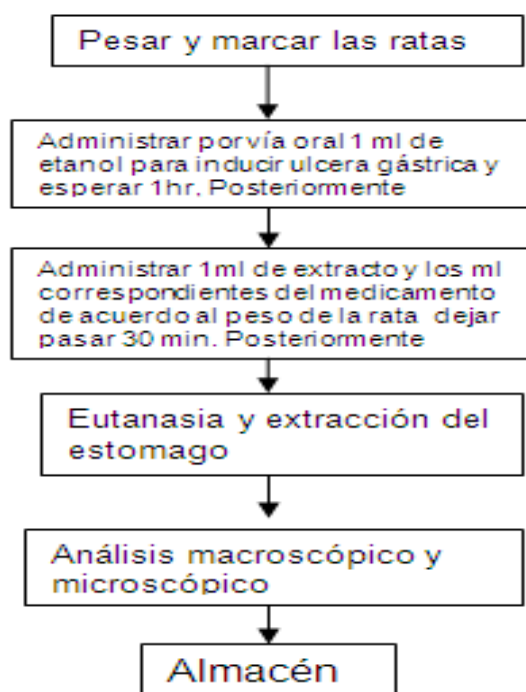 Pesar y marcar las ratas
Administrar por vía oral 1 ml de
etanol para inducir ulcera gástrica y
esperar 1hr. Posteriormente
Administrar 1ml de extracto y los ml
correspondientes del medicamento
de acuerdo al peso de la rata dejar
pasar 30 min. Posteriormente
Eutanasia y extracción del
estomago
Análisis macroscópico y
microscópico
Almacén